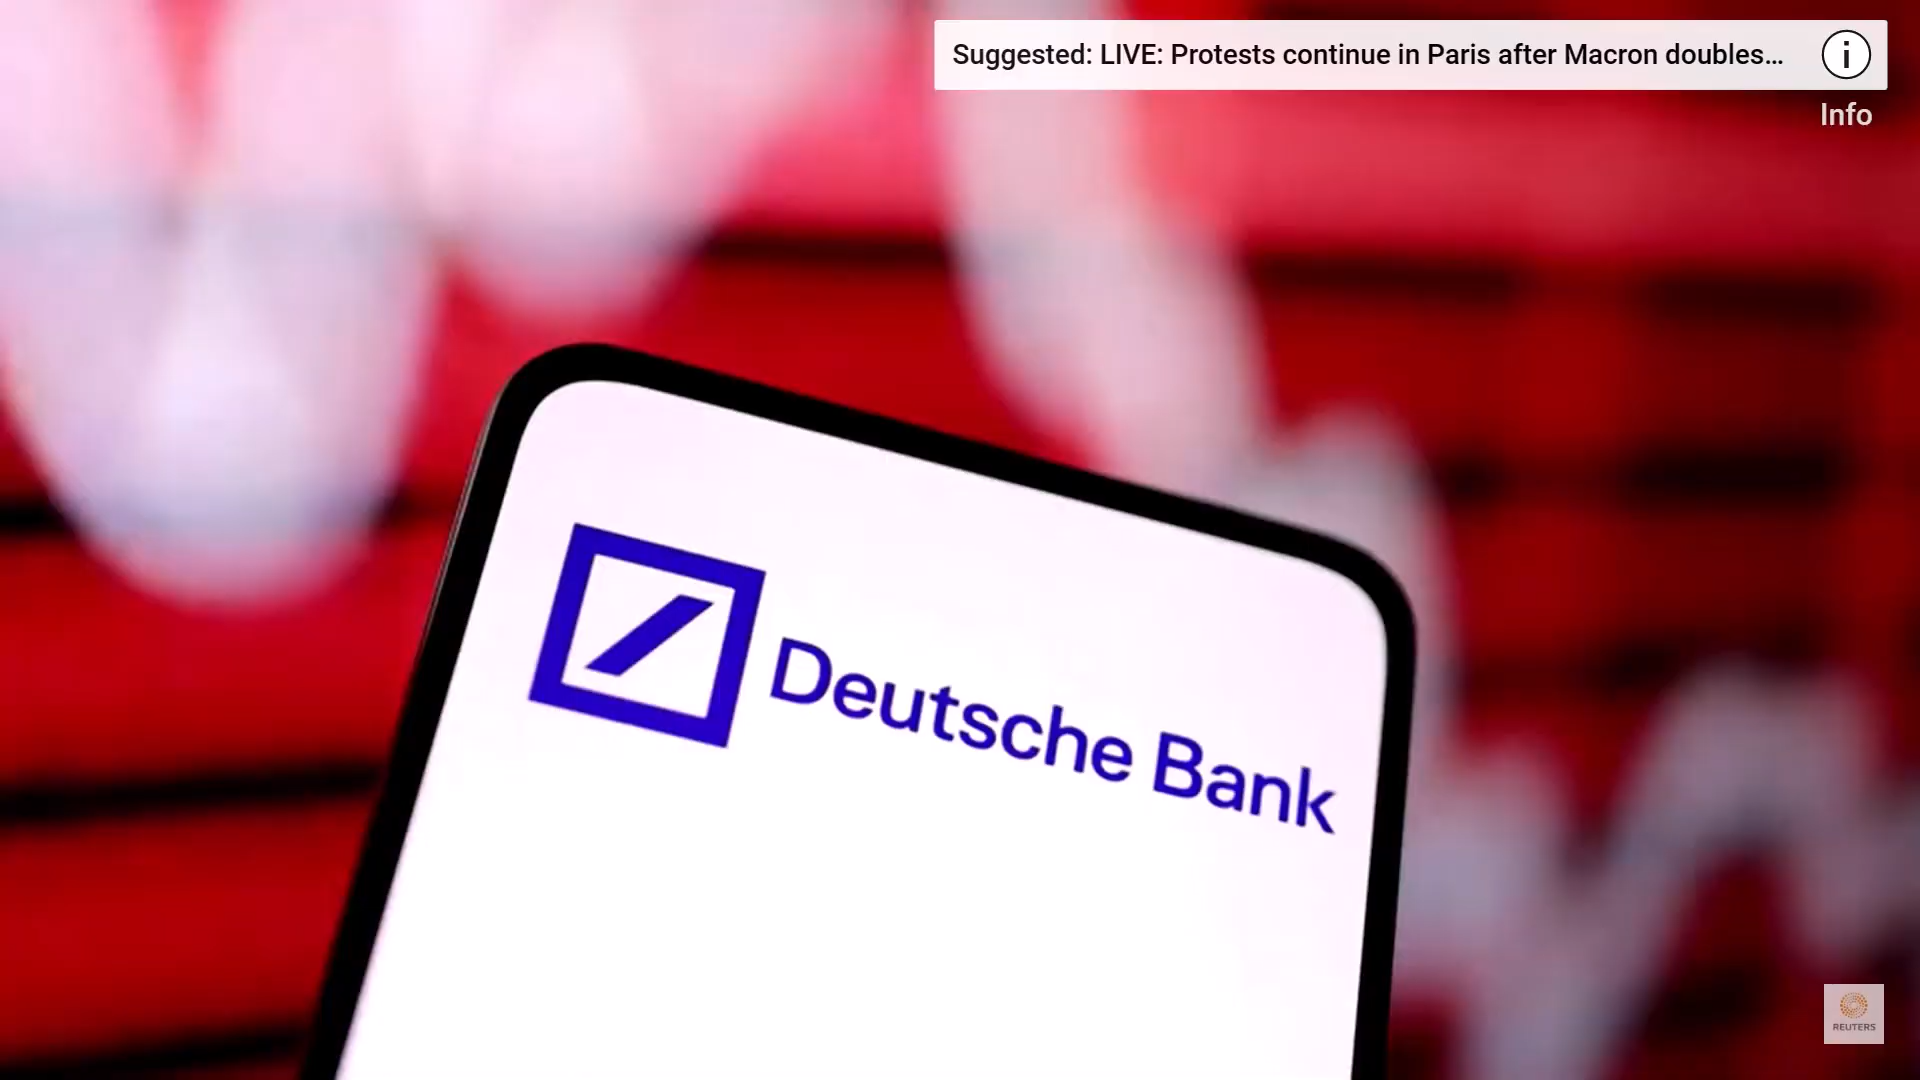 Suggested: LIVE: Protests continue in Paris after Macron doubles...
Info
Deutsche Bank
REUTERS